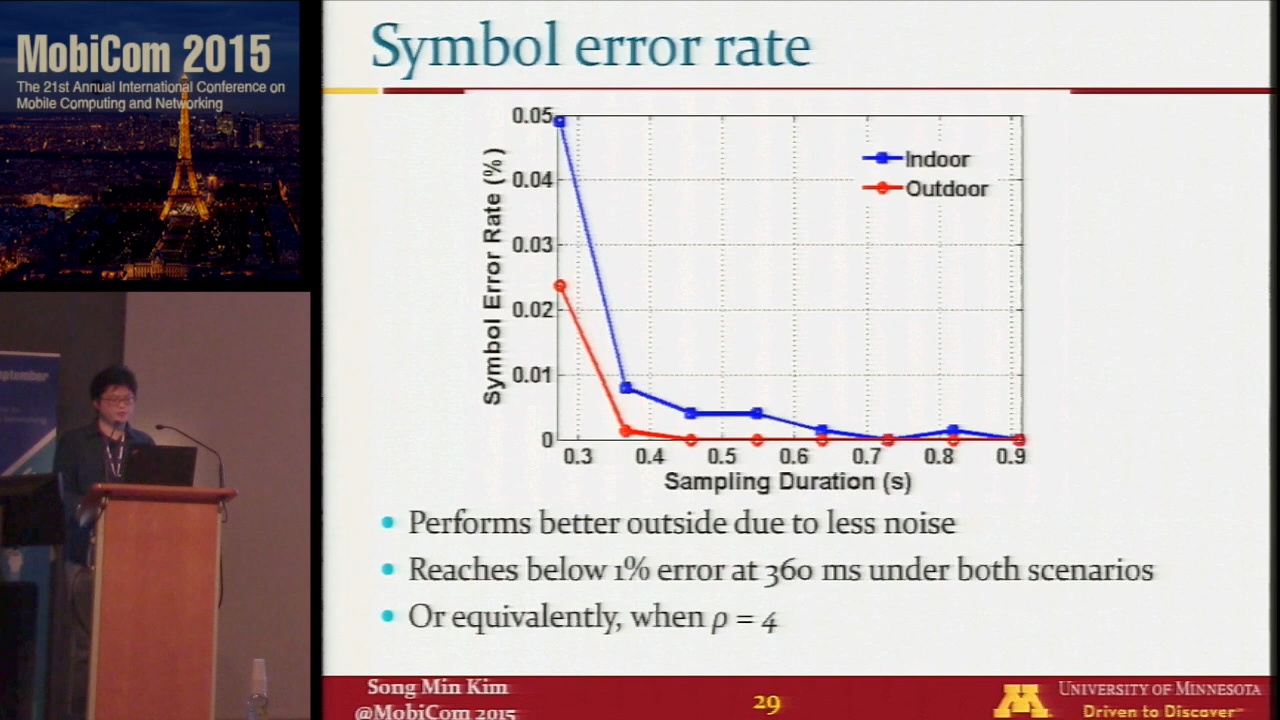 MobiCom 2015
The 21st Annual International Conference on
Mobile Computing and Networking
Symbol error rate
0.05
0.04
0.03
0.02
0.01
0
Symbol Error Rate (%)
Indoor
Outdoor
0.3 0.4 0.5 0.6 0.7 0.8 0.9
Sampling Duration (s)
• Performs better outside due to less noise
• Reaches below 1% error at 360 ms under both scenarios
• Or equivalently, when ρ = 4
Song Min Kim
@MobiCom 2015
29
M
UNIVERSITY OF MINNESOTA
Driven to Discover